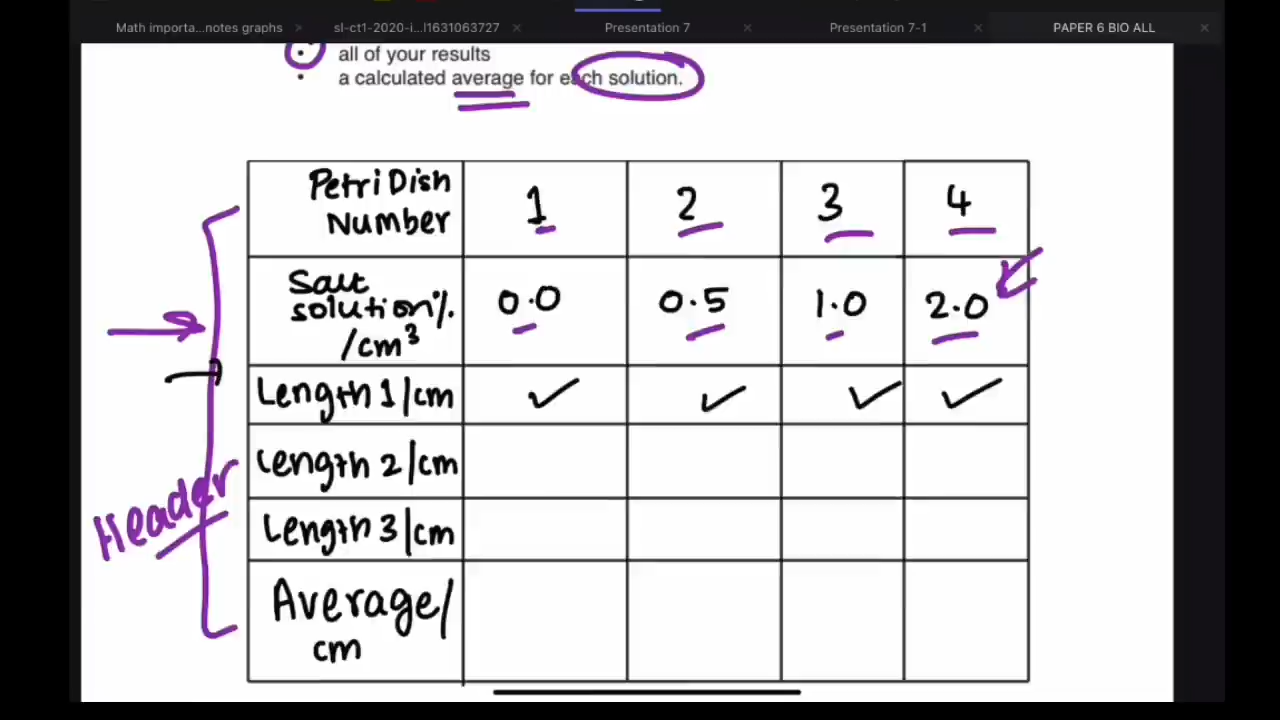 Math importa...notes graphs
sl-ct1-2020-i...l1631063727
Presentation 7
Presentation 7-1
PAPER 6 BIO ALL
all of your results
a calculated average for each solution.
Petri Dish Number 1 2 3 4
Salt solution% /cm³ 0.0 0.5 1.0 2.0
Length 1/cm
Length 2/cm
Length 3/cm
Average/ cm
Header